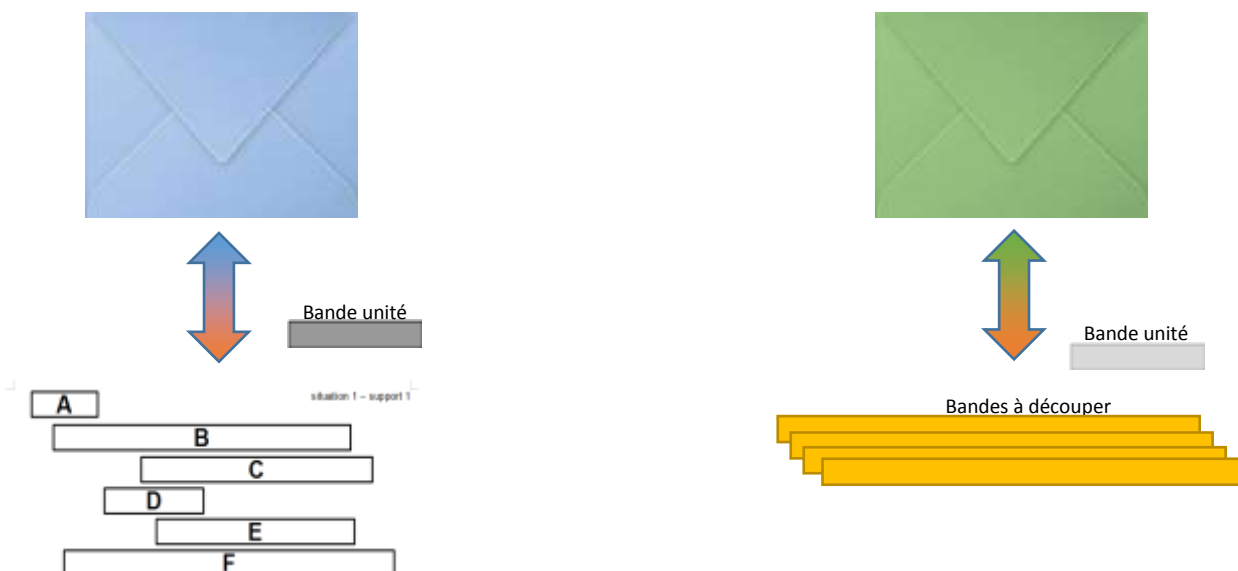 Bande unité
situation 1 – support 1
A
B
C
D
E
F
Bande unité
Bandes à découper